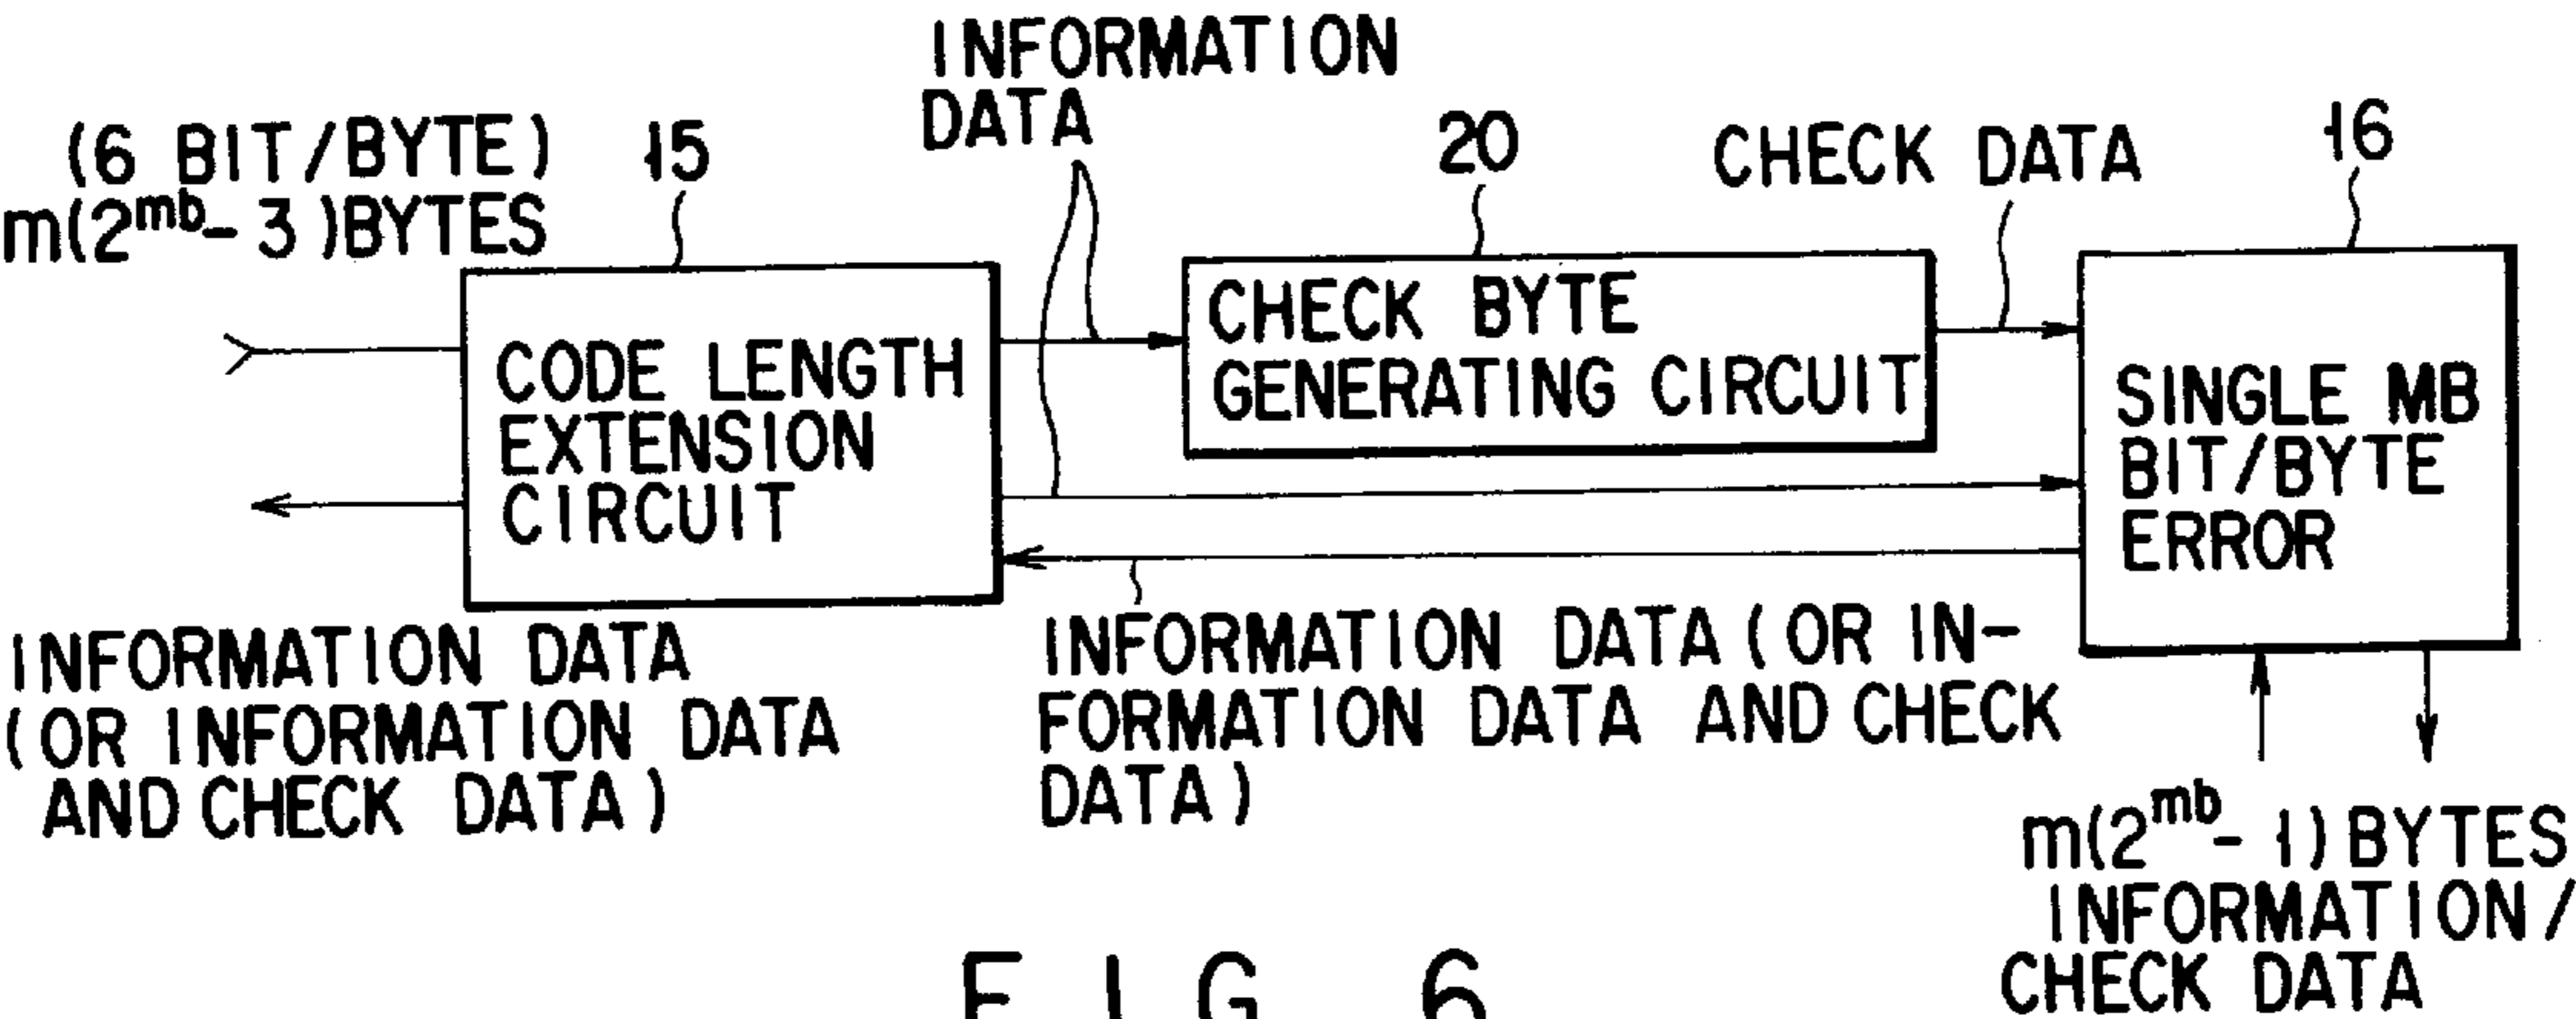 INFORMATION
DATA
(6 BIT/BYTE)
m(2^mb - 3)BYTES
15
20
CHECK DATA
16
CODE LENGTH
EXTENSION
CIRCUIT
CHECK BYTE
GENERATING CIRCUIT
SINGLE MB
BIT/BYTE
ERROR
INFORMATION DATA
(OR INFORMATION DATA
AND CHECK DATA)
INFORMATION DATA (OR IN-
FORMATION DATA AND CHECK
DATA)
m(2^mb - 1) BYTES
INFORMATION/
CHECK DATA
FIG 6